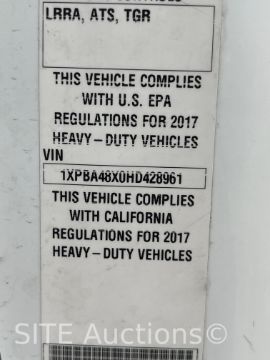 LRRA, ATS, TGR
THIS VEHICLE COMPLIES
WITH U.S. EPA
REGULATIONS FOR 2017
HEAVY-DUTY VEHICLES
VIN
1XPBA48X0HD428961
THIS VEHICLE COMPLIES
WITH CALIFORNIA
REGULATIONS FOR 2017
HEAVY-DUTY VEHICLES
SITE Auctions©